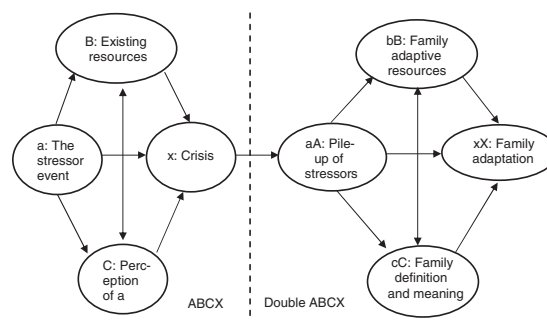 B: Existing
resources
a: The
stressor
event
x: Crisis
C: Perc-
eption
of a
ABCX
bB: Family
adaptive
resources
aA: Pile-
up of
stressors
xX: Family
adaptation
cC: Family
definition
and meaning
Double ABCX